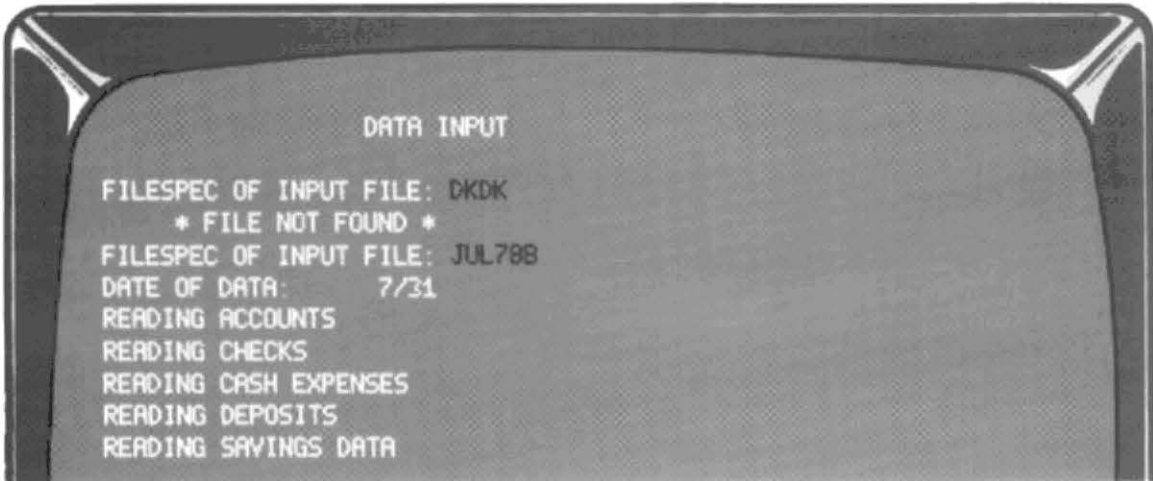 DATA INPUT
FILESPEC OF INPUT FILE: DKDK
* FILE NOT FOUND *
FILESPEC OF INPUT FILE: JUL78B
DATE OF DATA: 7/31
READING ACCOUNTS
READING CHECKS
READING CASH EXPENSES
READING DEPOSITS
READING SAVINGS DATA